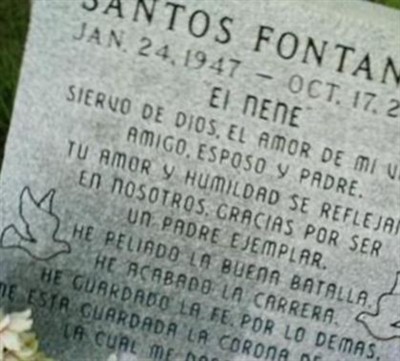 SANTOS FONTAN
JAN. 24, 1947 – OCT. 17, 2
"El NENE"
SIERVO DE DIOS, EL AMOR DE MI V
AMIGO, ESPOSO Y PADRE.
TU AMOR Y HUMILDAD SE REFLEJA
EN NOSOTROS. GRACIAS POR SER
UN PADRE EJEMPLAR.
HE PELIADO LA BUENA BATALLA,
HE ACABADO LA CARRERA,
HE GUARDADO LA FE, POR LO DEMAS,
ME ESTA GUARDADA LA CORONA DE
LA CUAL ME DA